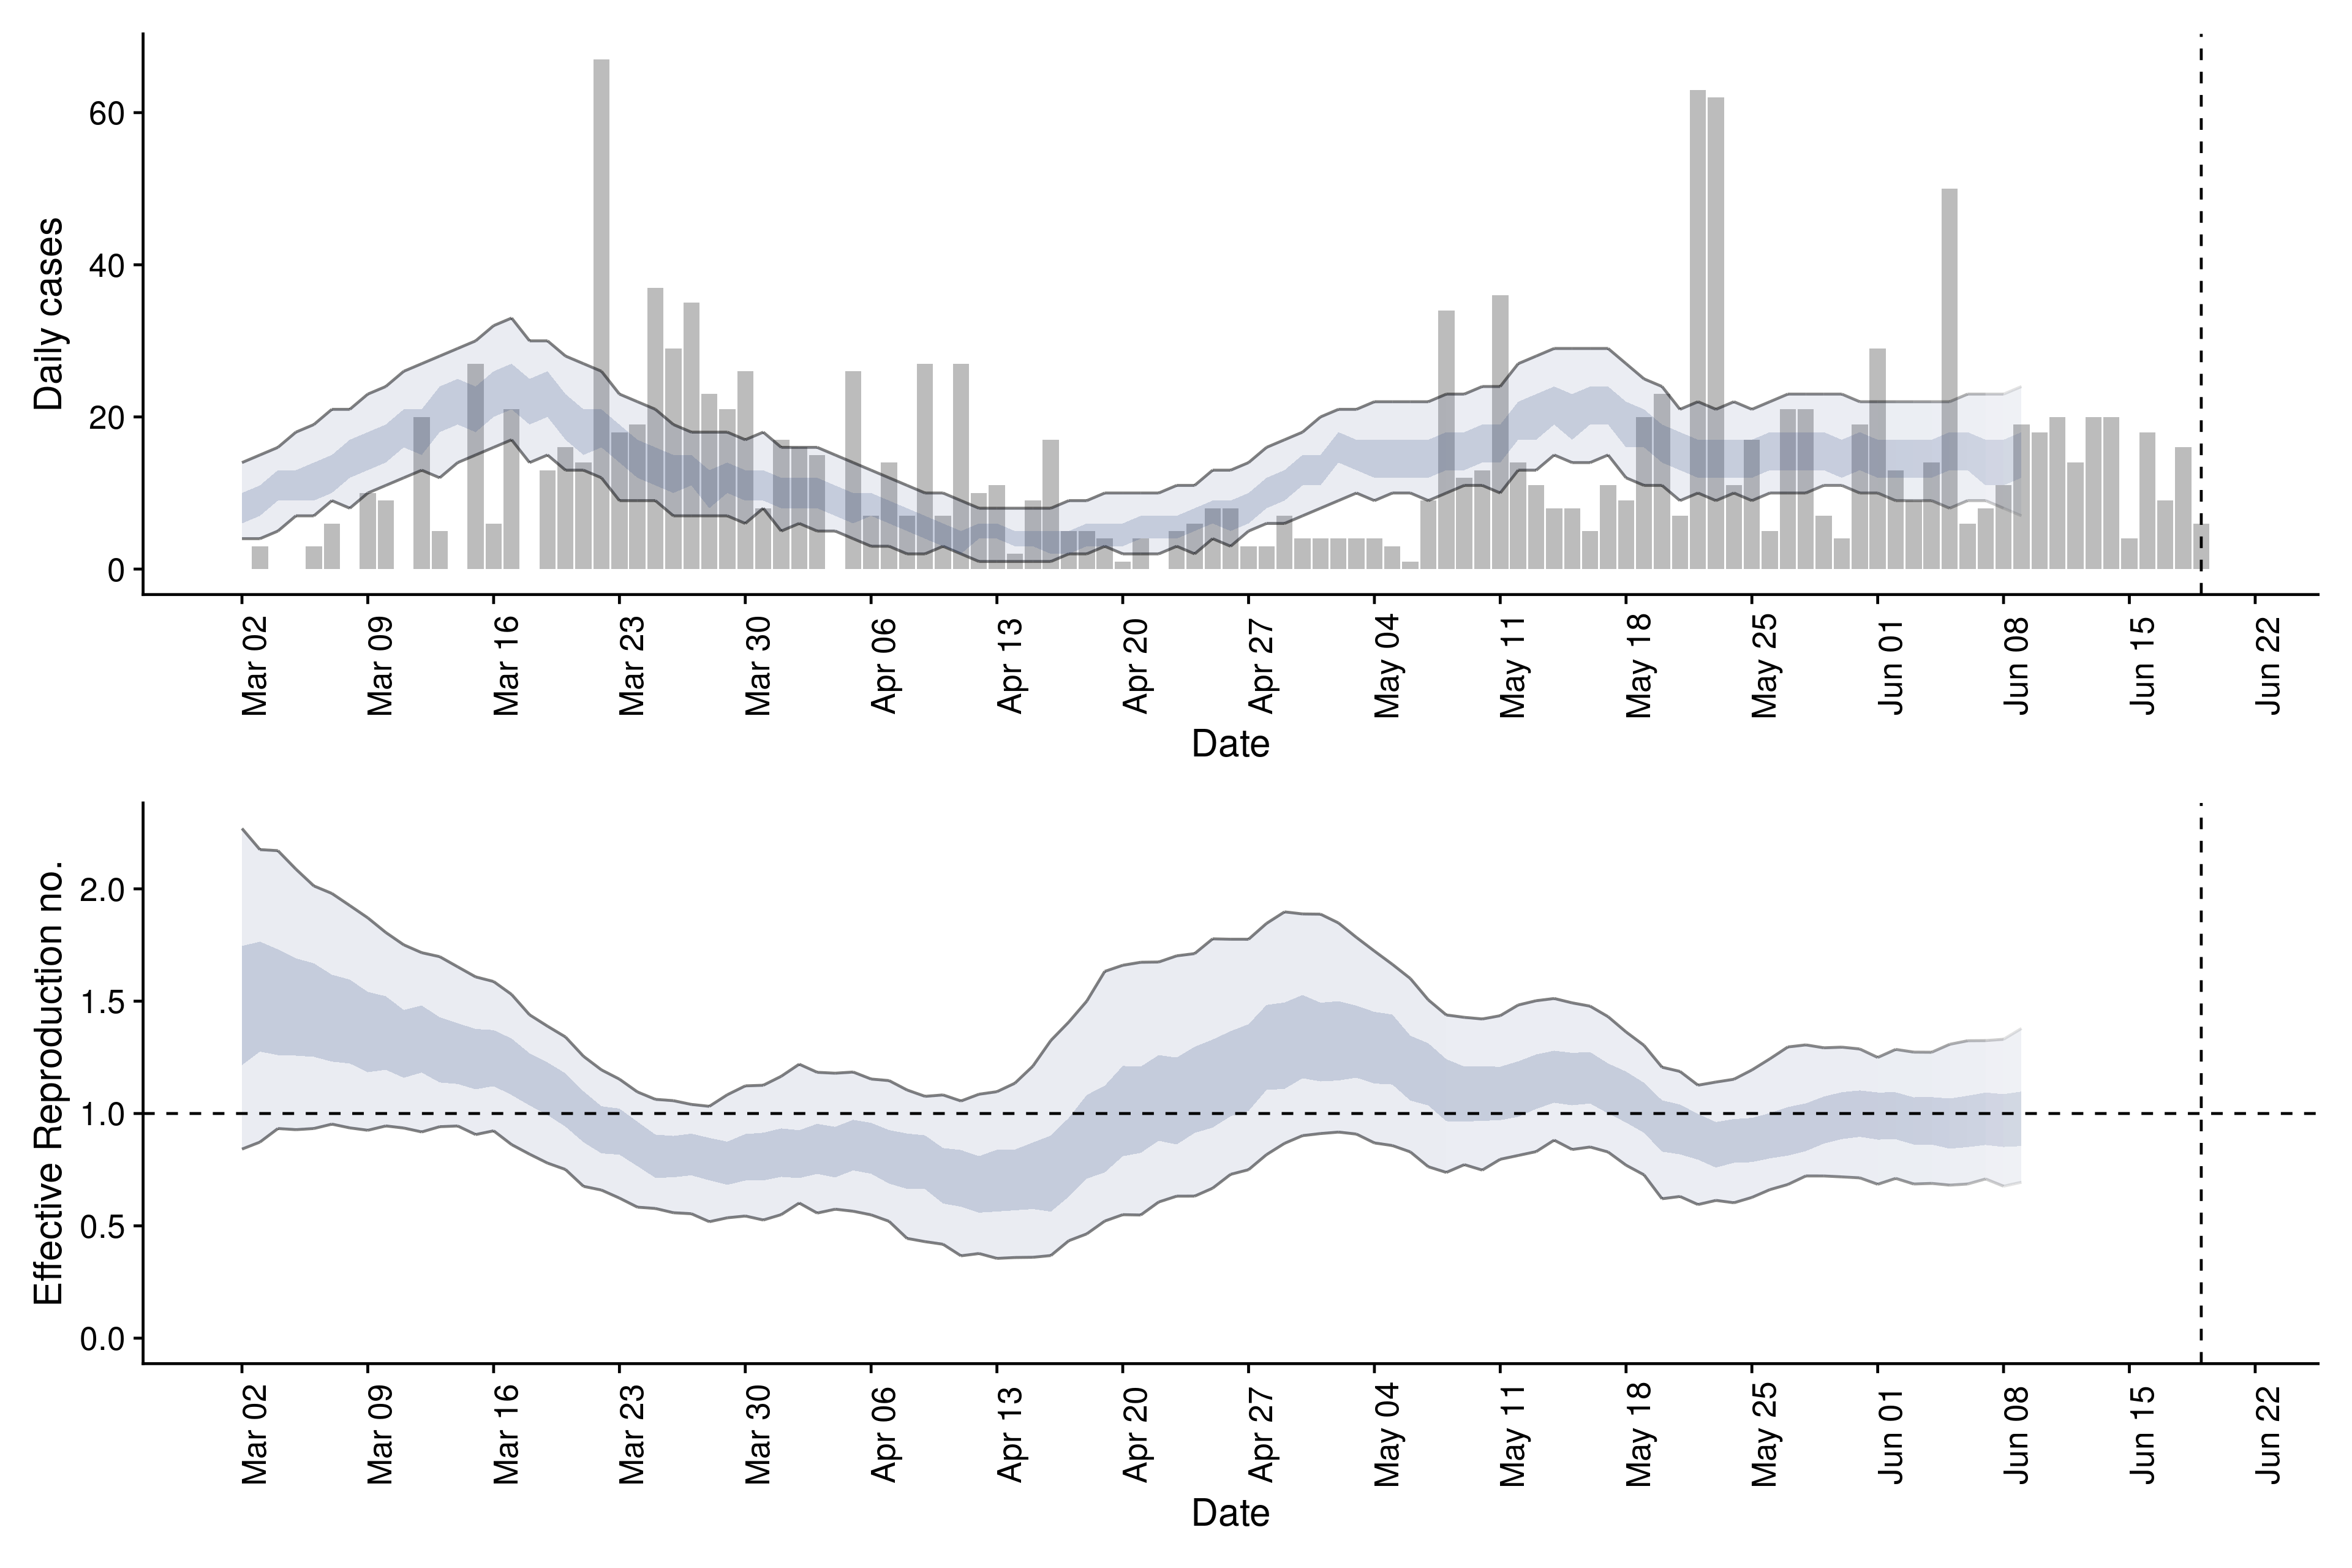 Daily cases
60
40
20
0
Mar 02
Mar 09
Mar 16
Mar 23
Mar 30
Apr 06
Apr 13
Apr 20
Apr 27
May 04
May 11
May 18
May 25
Jun 01
Jun 08
Jun 15
Jun 22
Date
Effective Reproduction no.
2.0
1.5
1.0
0.5
0.0
Mar 02
Mar 09
Mar 16
Mar 23
Mar 30
Apr 06
Apr 13
Apr 20
Apr 27
May 04
May 11
May 18
May 25
Jun 01
Jun 08
Jun 15
Jun 22
Date